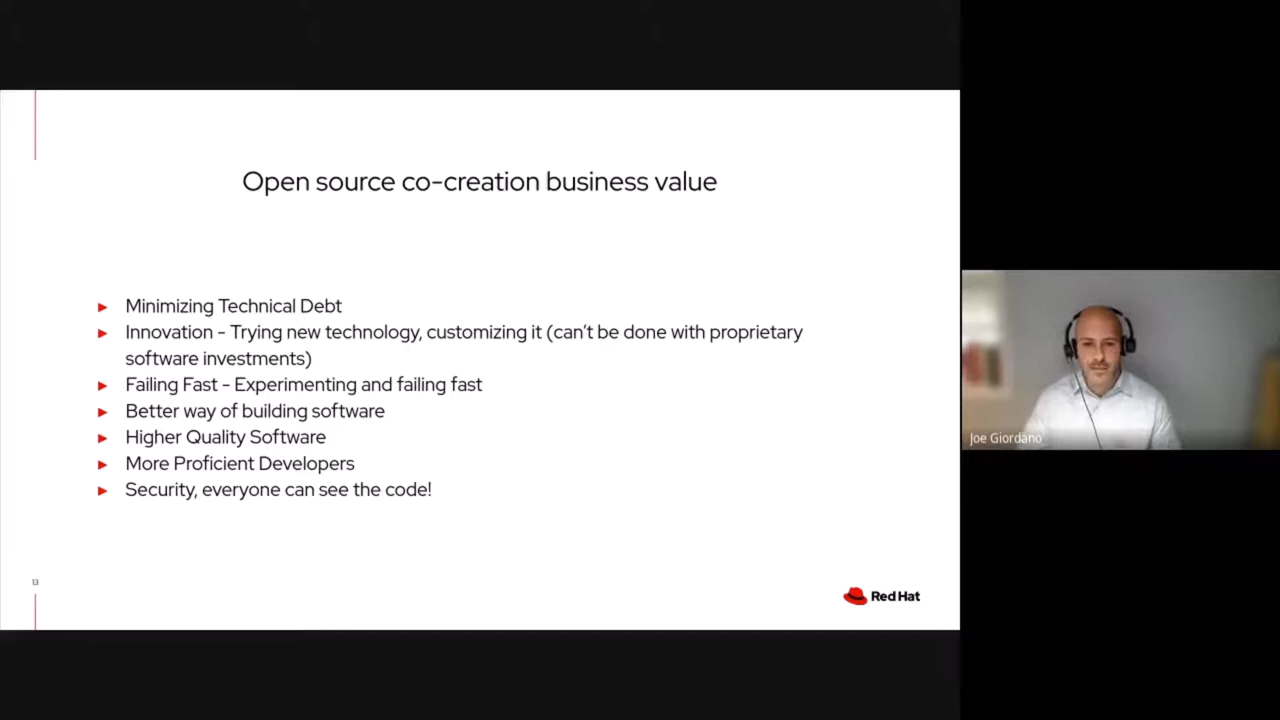 Open source co-creation business value
► Minimizing Technical Debt
► Innovation - Trying new technology, customizing it (can't be done with proprietary
software investments)
► Failing Fast - Experimenting and failing fast
► Better way of building software
► Higher Quality Software
► More Proficient Developers
► Security, everyone can see the code!
13
Red Hat
Joe Giordano